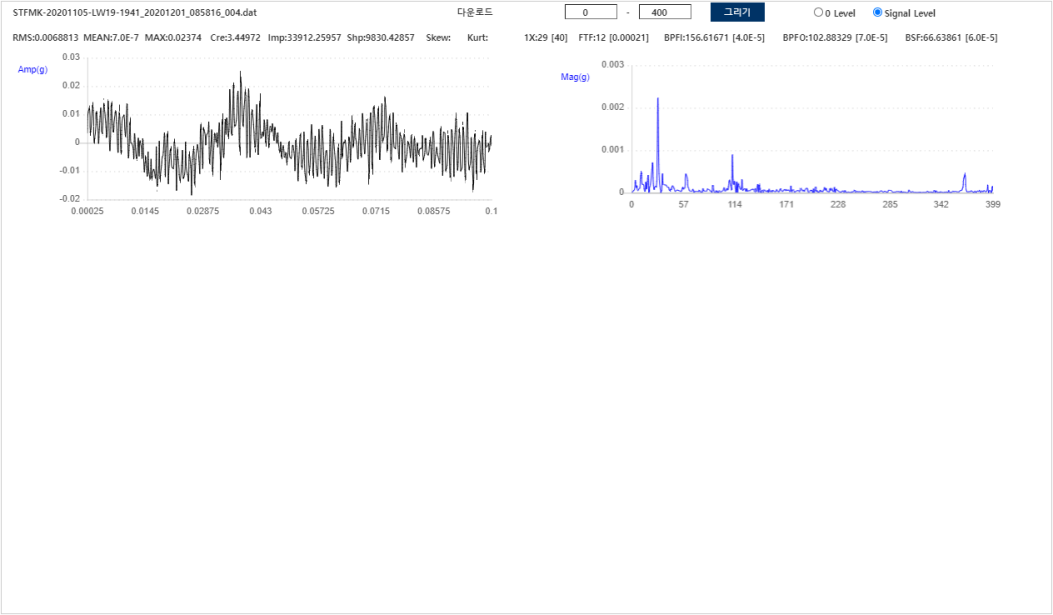 STFMK-20201105-LW19-1941_20201201_085816_004.dat 다운로드 0 - 400 그리기 0 Level Signal Level
RMS:0.0068813 MEAN:7.0E-7 MAX:0.02374 Cre:3.44972 Imp:33912.25957 Shp:9830.42857 Skew: Kurt: 1X:29 [40] FTF:12 [0.00021] BPFI:156.61671 [4.0E-5] BPFO:102.88329 [7.0E-5] BSF:66.63861 [6.0E-5]
Amp(g)
0.03
0.02
0.01
0
-0.01
-0.02
0.00025 0.0145 0.02875 0.043 0.05725 0.0715 0.08575 0.1
Mag(g)
0.003
0.002
0.001
0
0 57 114 171 228 285 342 399